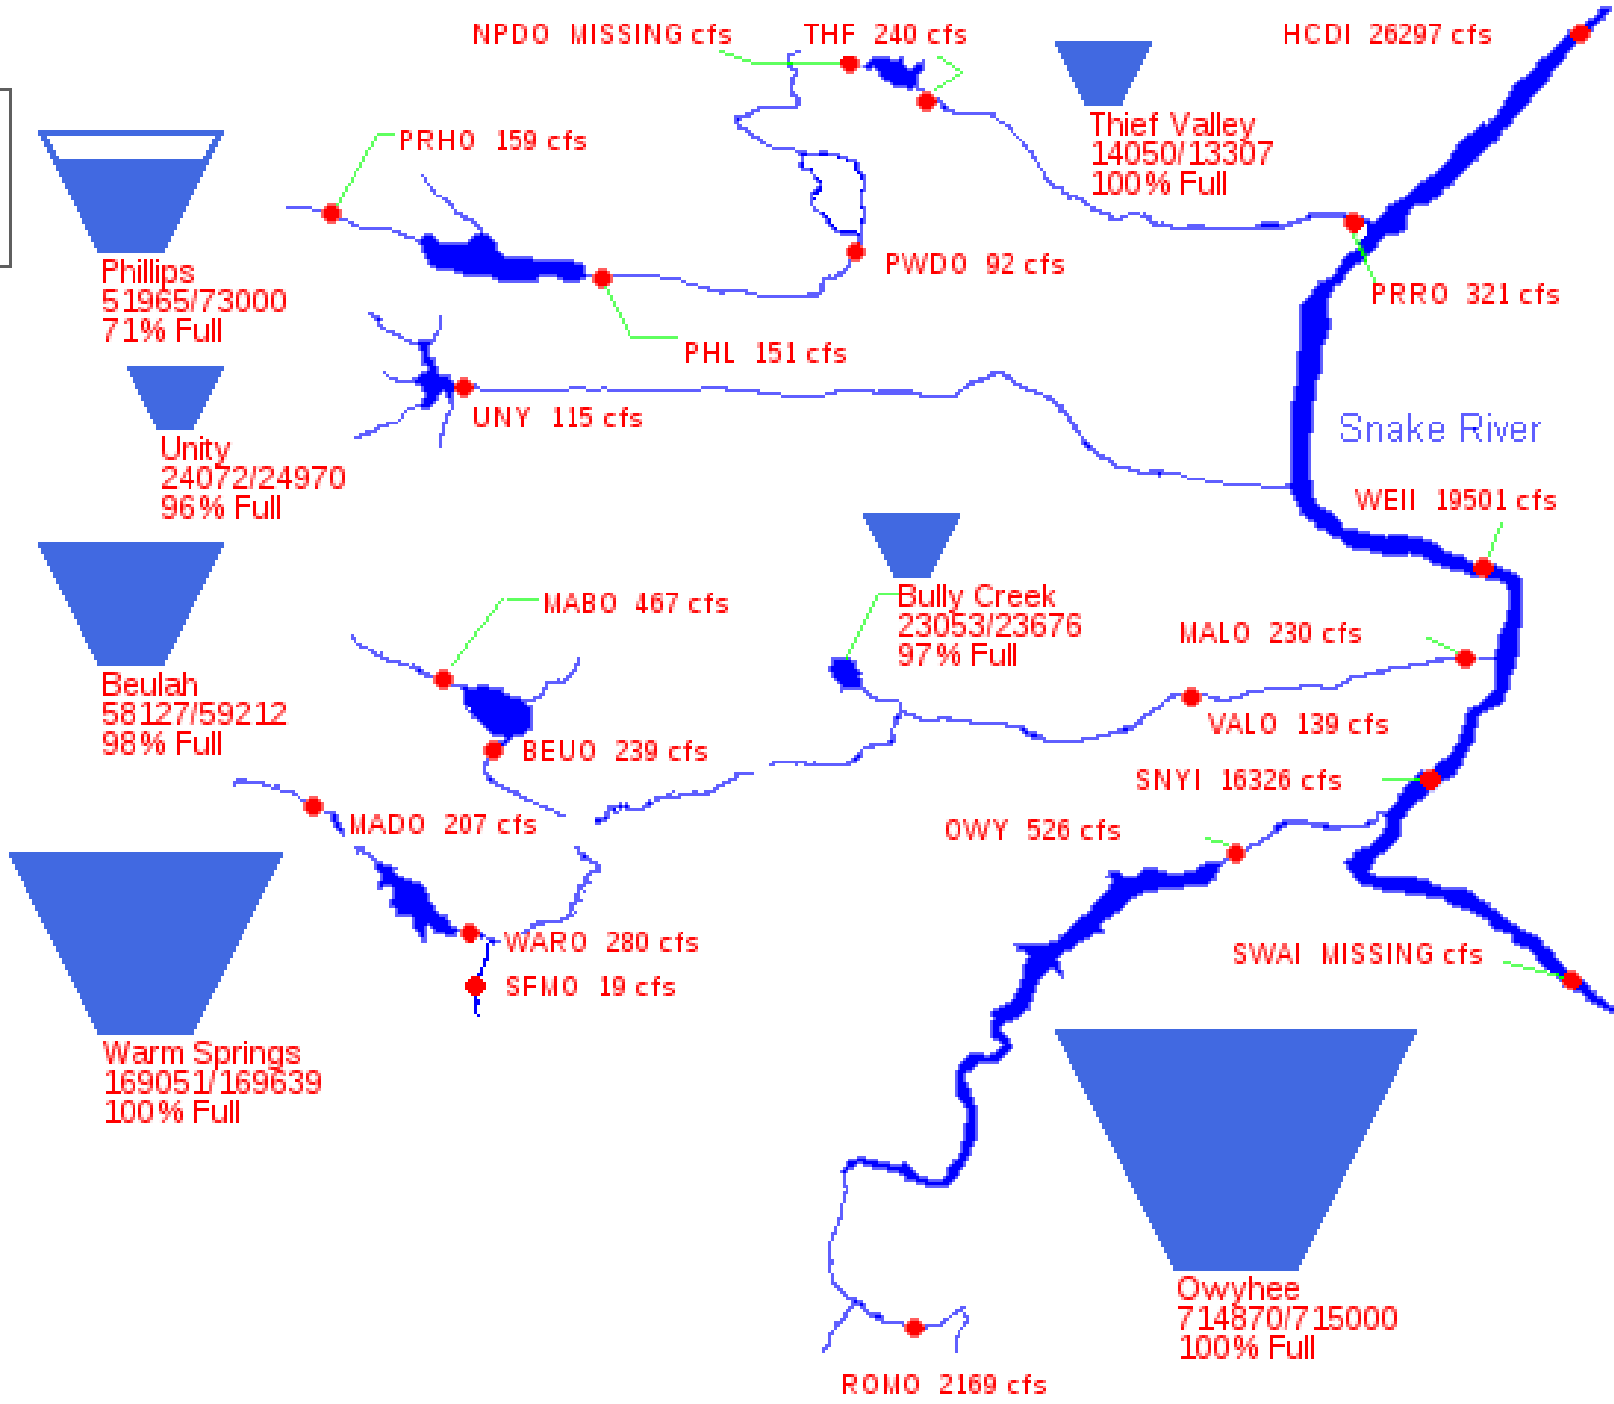 NPDO MISSING cfs
THF 240 cfs
HCDI 26297 cfs
Thief Valley
14050/13307
100% Full
PRHO 159 cfs
Phillips
51965/73000
71% Full
PWDO 92 cfs
PRRO 321 cfs
PHL 151 cfs
UNY 115 cfs
Snake River
Unity
24072/24970
96% Full
WEII 19501 cfs
Bully Creek
23053/23676
97% Full
MABO 467 cfs
MALO 230 cfs
Beulah
58127/59212
98% Full
VALO 139 cfs
BEUO 239 cfs
SNYI 16326 cfs
MADO 207 cfs
OWY 526 cfs
WARO 280 cfs
SWAI MISSING cfs
SFMO 19 cfs
Warm Springs
169051/169639
100% Full
Owyhee
714870/715000
100% Full
ROMO 2169 cfs